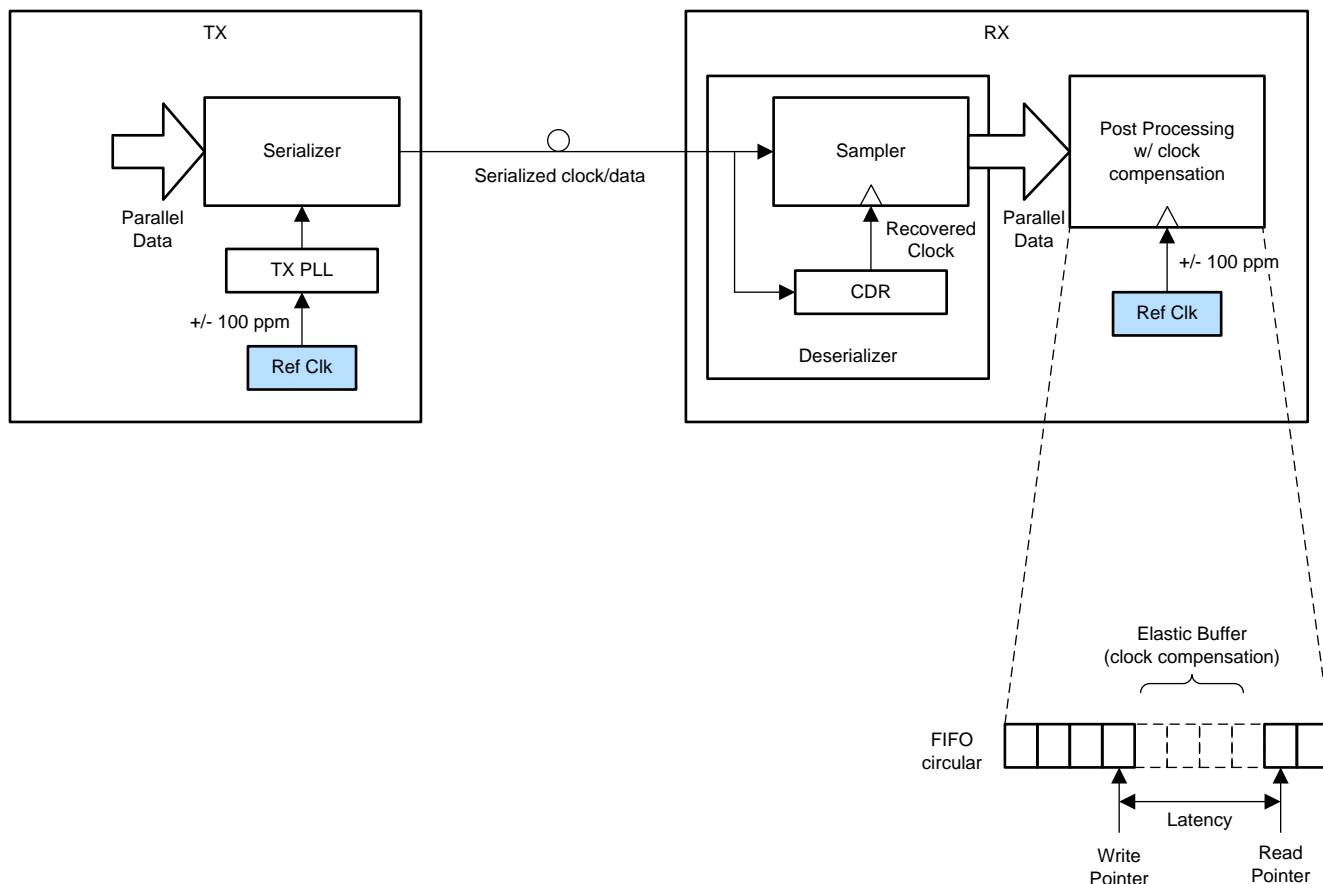 TX
Serializer
Parallel
Data
TX PLL
+/- 100 ppm
Ref Clk
Serialized clock/data
RX
Sampler
Recovered
Clock
CDR
Deserializer
Parallel
Data
Post Processing
w/ clock
compensation
+/- 100 ppm
Ref Clk
Elastic Buffer
(clock compensation)
FIFO
circular
Latency
Write
Pointer
Read
Pointer